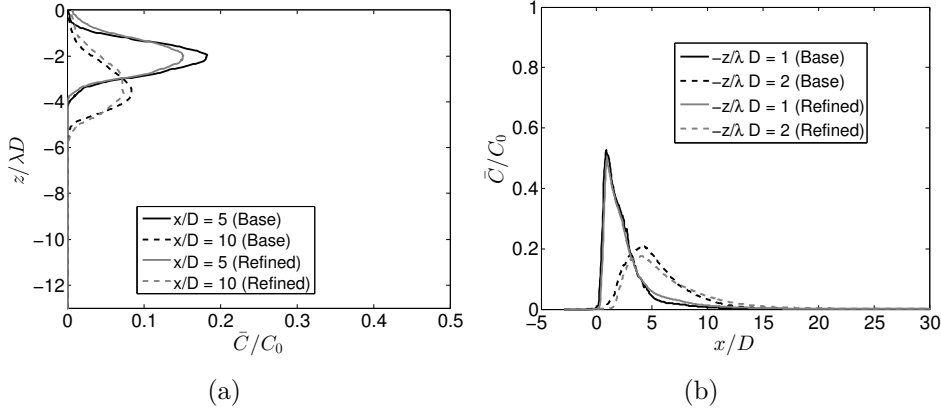 0
−2
−4
−6
−8
−10
−12
z/λD
x/D = 5 (Base)
x/D = 10 (Base)
x/D = 5 (Refined)
x/D = 10 (Refined)
0 0.1 0.2 0.3 0.4 0.5
C̄/C₀
(a)
1
0.8
0.6
0.4
0.2
0
C̄/C₀
−z/λ D = 1 (Base)
−z/λ D = 2 (Base)
−z/λ D = 1 (Refined)
−z/λ D = 2 (Refined)
−5 0 5 10 15 20 25 30
x/D
(b)